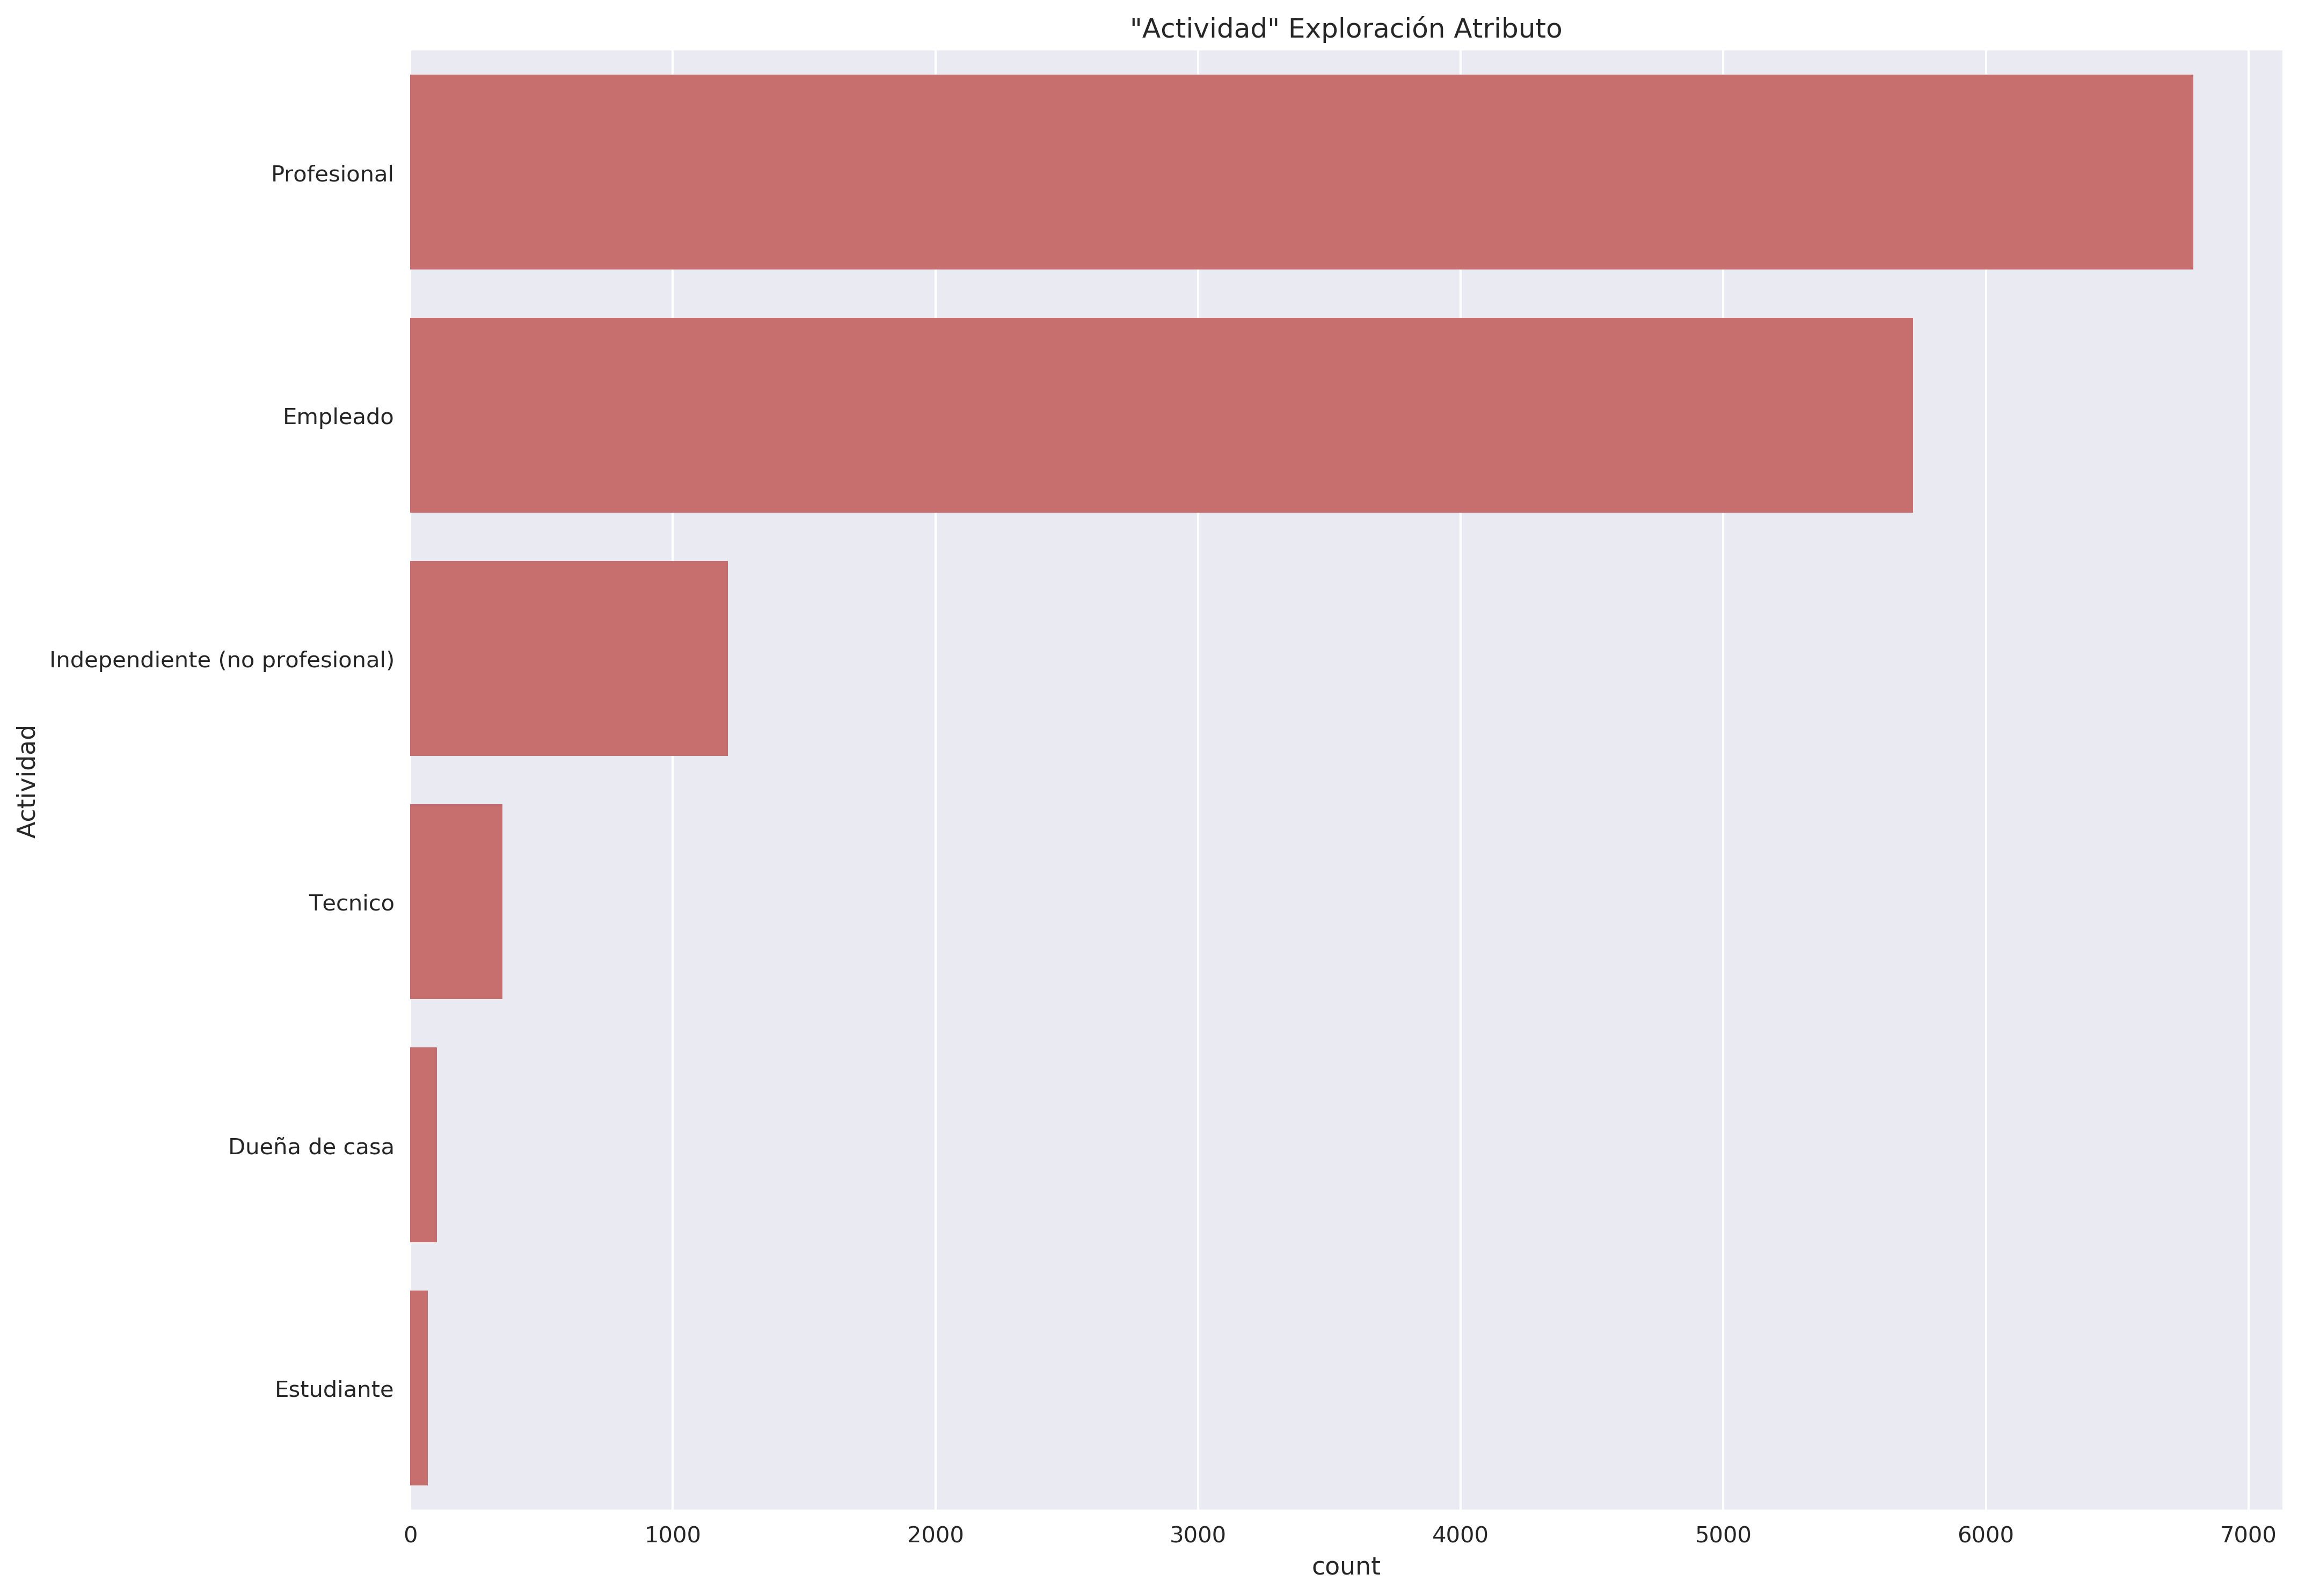 "Actividad" Exploración Atributo
Profesional
Empleado
Independiente (no profesional)
Tecnico
Dueña de casa
Estudiante
Actividad
0 1000 2000 3000 4000 5000 6000 7000
count